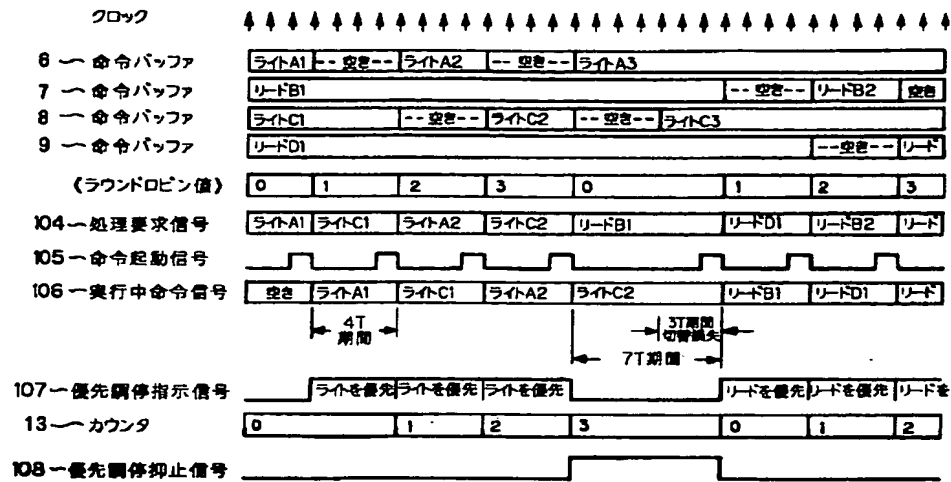 クロック
6 命令バッファ ライトA1 --空き-- ライトA2 --空き-- ライトA3
7 命令バッファ リードB1 --空き-- リードB2 空き
8 命令バッファ ライトC1 --空き-- ライトC2 --空き-- ライトC3
9 命令バッファ リードD1 --空き-- リード
《ラウンドロビン値》 0 1 2 3 0 1 2 3
104 処理要求信号 ライトA1 ライトC1 ライトA2 ライトC2 リードB1 リードD1 リードB2 リード
105 命令起動信号
106 実行中命令信号 空き ライトA1 ライトC1 ライトA2 ライトC2 リードB1 リードD1 リード
4T 期間
3T期間 切替損失
7T期間
107 優先調停指示信号 ライトを優先 ライトを優先 ライトを優先 リードを優先 リードを優先 リードを
13 カウンタ 0 1 2 3 0 1 2
108 優先調停抑止信号